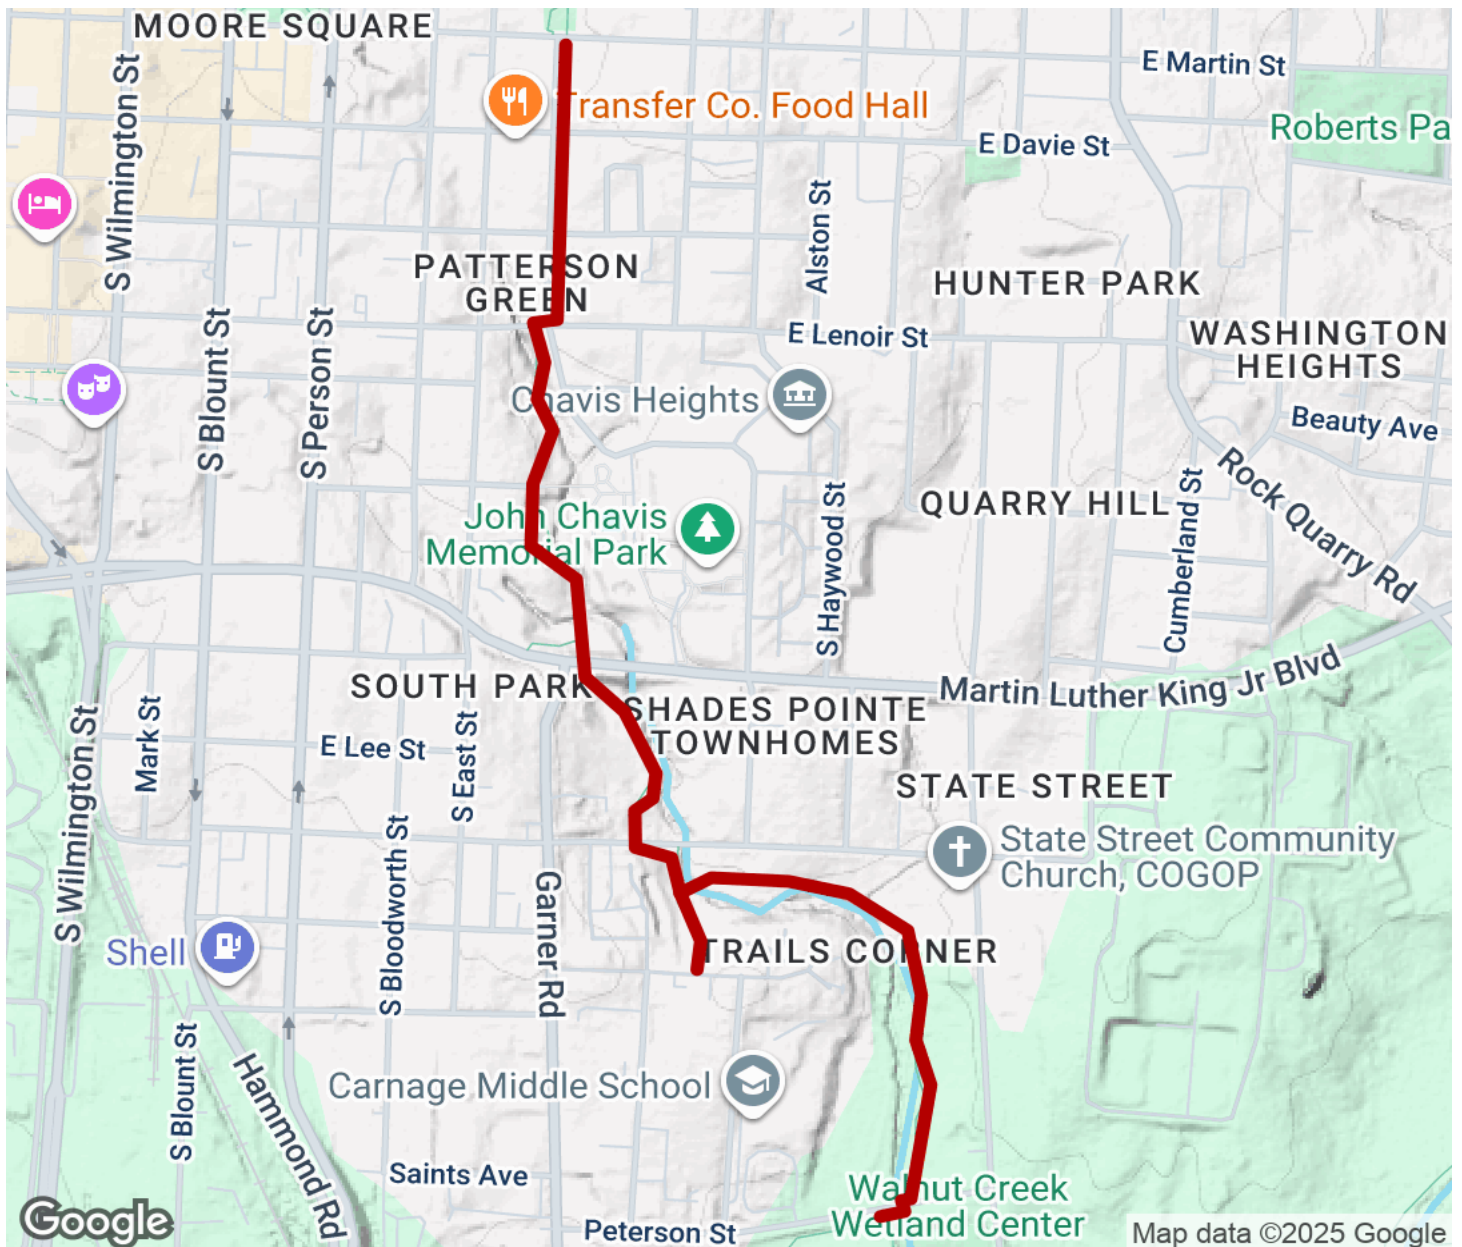 MOORE SQUARE
E Martin St
Transfer Co. Food Hall
Roberts Pa
E Davie St
S Wilmington St
Alston St
PATTERSON
GREEN
HUNTER PARK
E Lenoir St
WASHINGTON
HEIGHTS
S Blount St
S Person St
Chavis Heights
Beauty Ave
Rock Quarry Rd
QUARRY HILL
Cumberland St
S Haywood St
John Chavis
Memorial Park
Martin Luther King Jr Blvd
SOUTH PARK
SHADES POINTE
TOWNHOMES
Mark St
E Lee St
S East St
S Wilmington St
STATE STREET
State Street Community
Church, COGOP
S Bloodworth St
Garner Rd
Shell
TRAILS CORNER
S Blount St
Hammond Rd
Carnage Middle School
Saints Ave
Walnut Creek
Wetland Center
Peterson St
Google
Map data ©2025 Google